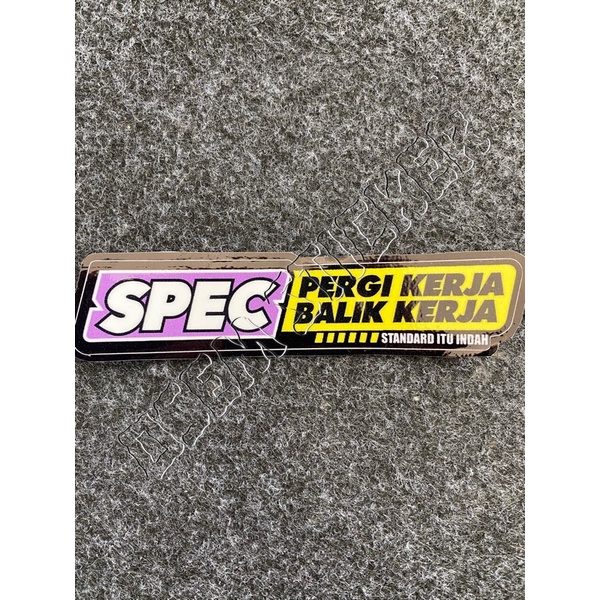 SPEC
PERGI KERJA
BALIK KERJA
STANDARD ITU INDAH